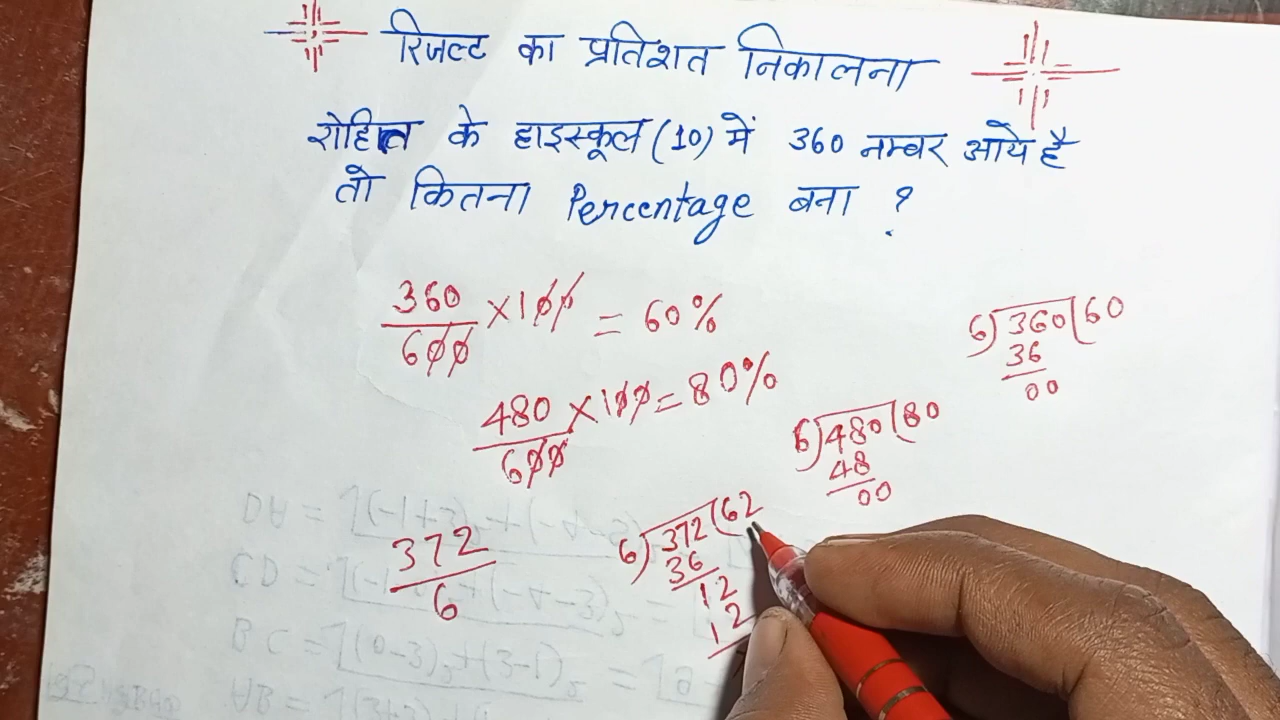 रिजल्ट का प्रतिशत निकालना
रोहित के हाइस्कूल (10) में 360 नम्बर आये है
तो कितना Percentage बना ?
360/600 × 100 = 60%
6)360(60
36
00
480/600 × 100 = 80%
6)480(80
48
00
372/6
6)372(62
36
12
12